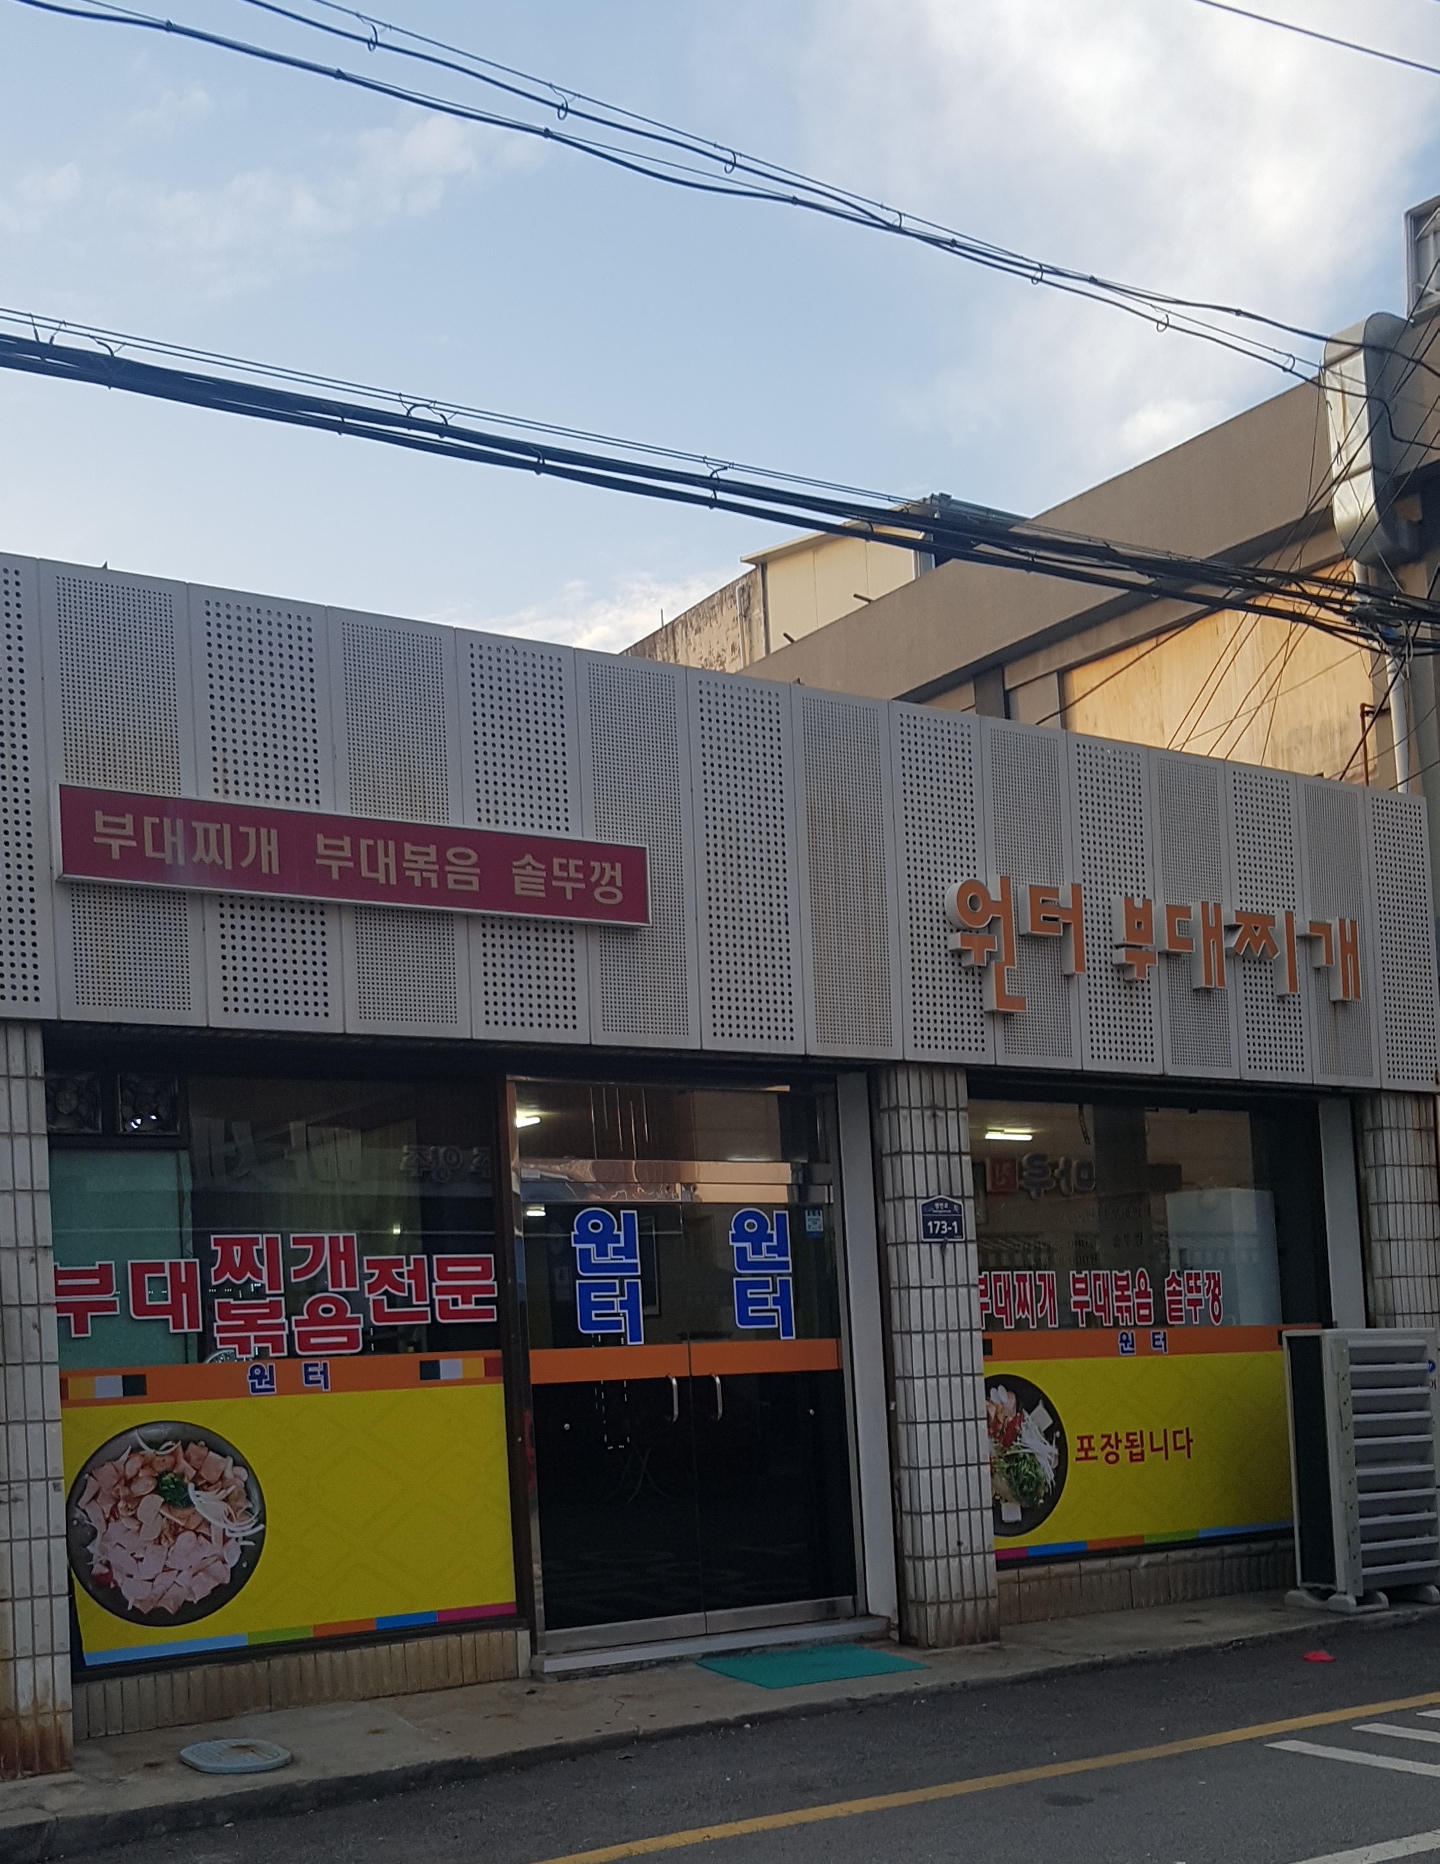 부대찌개 부대볶음 솥뚜껑
원터 부대찌개
부대 찌개 전문
볶음
원터
원터
원터
173-1
부대찌개 부대볶음 솥뚜껑
원터
포장됩니다